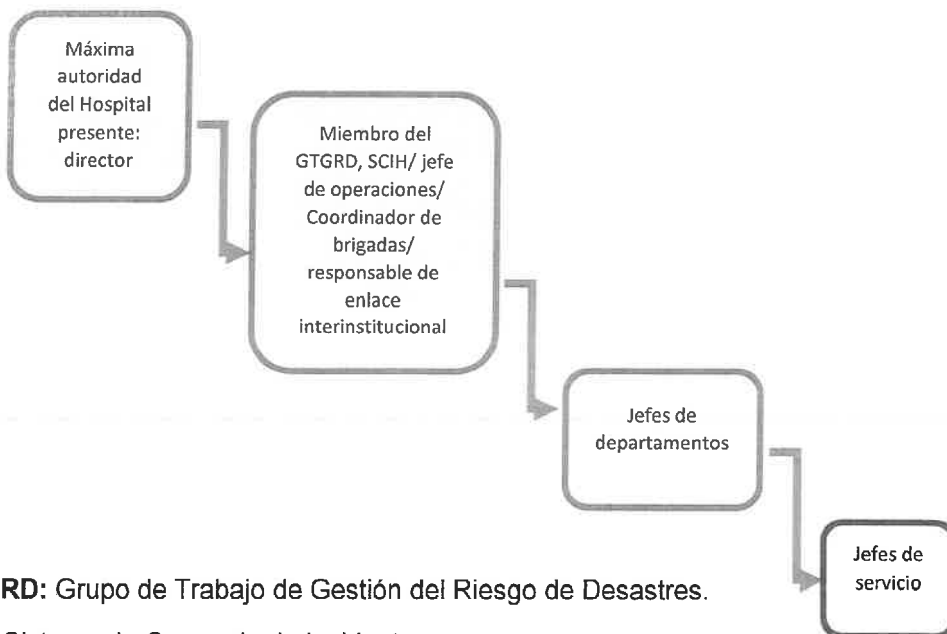 Máxima
autoridad
del Hospital
presente:
director
Miembro del
GTGRD, SCIH/ jefe
de operaciones/
Coordinador de
brigadas/
responsable de
enlace
interinstitucional
Jefes de
departamentos
Jefes de
servicio
RD: Grupo de Trabajo de Gestión del Riesgo de Desastres.